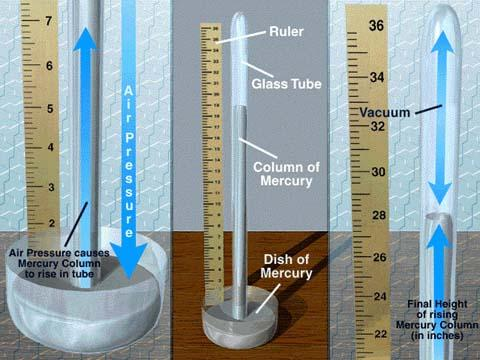 7
6
5
4
3
2
Air Pressure
Air Pressure causes
Mercury Column
to rise in tube
Ruler
Glass Tube
Column of
Mercury
Dish of
Mercury
36
34
Vacuum
32
30
28
26
24
22
Final Height
of rising
Mercury Column
(in inches)